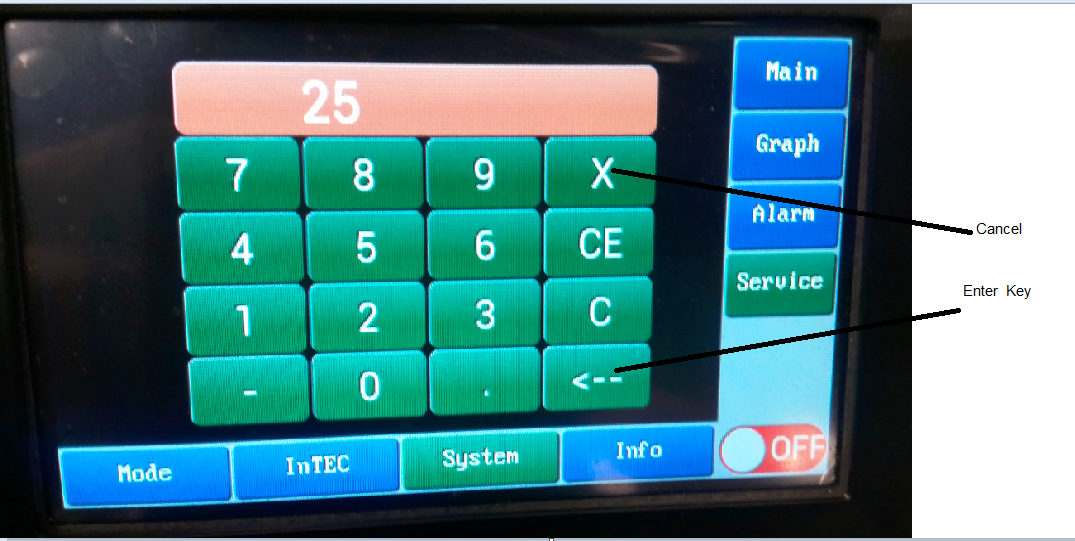 25
Main
7 8 9 X
Graph
4 5 6 CE
Alarm
Cancel
1 2 3 C
Service
Enter Key
- 0 . <--
Mode
InTEC
System
Info
OFF